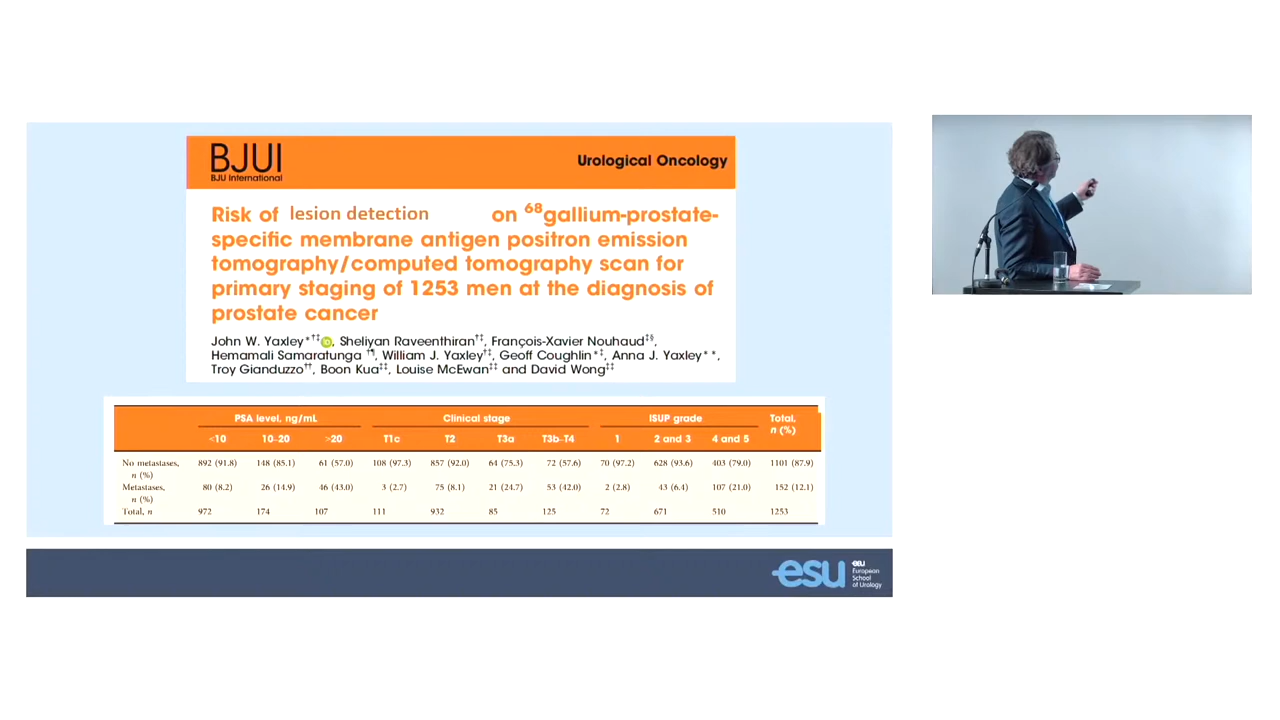 BJUI
BJU International
Urological Oncology
Risk of lesion detection on 68gallium-prostate-
specific membrane antigen positron emission
tomography/computed tomography scan for
primary staging of 1253 men at the diagnosis of
prostate cancer
John W. Yaxley*†‡, Sheliyan Raveenthiran†‡, François-Xavier Nouhaud‡§,
Hemamali Samaratunga†¶, William J. Yaxley†‡, Geoff Coughlin*‡, Anna J. Yaxley**,
Troy Gianduzzo††, Boon Kua‡‡, Louise McEwan‡‡ and David Wong‡‡
PSA level, ng/mL Clinical stage ISUP grade Total,
n (%)
<10 10–20 >20 T1c T2 T3a T3b–T4 1 2 and 3 4 and 5
No metastases, 892 (91.8) 148 (85.1) 61 (57.0) 108 (97.3) 857 (92.0) 64 (75.3) 72 (57.6) 70 (97.2) 628 (93.6) 403 (79.0) 1101 (87.9)
n (%)
Metastases, 80 (8.2) 26 (14.9) 46 (43.0) 3 (2.7) 75 (8.1) 21 (24.7) 53 (42.0) 2 (2.8) 43 (6.4) 107 (21.0) 152 (12.1)
n (%)
Total, n 972 174 107 111 932 85 125 72 671 510 1253
esu
eau
European
School
of Urology